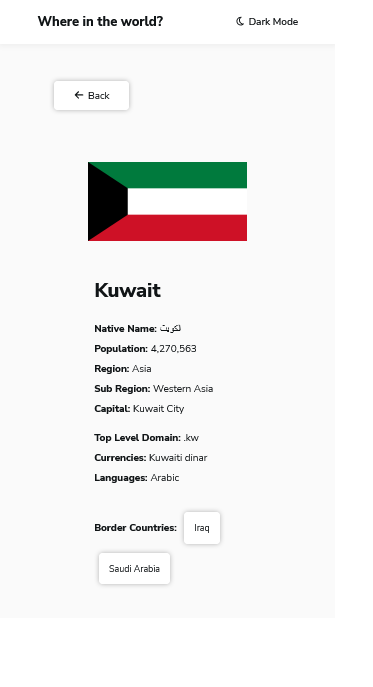 Where in the world?
Dark Mode
Back
Kuwait
Native Name: الكويت
Population: 4,270,563
Region: Asia
Sub Region: Western Asia
Capital: Kuwait City
Top Level Domain: .kw
Currencies: Kuwaiti dinar
Languages: Arabic
Border Countries: Iraq
Saudi Arabia